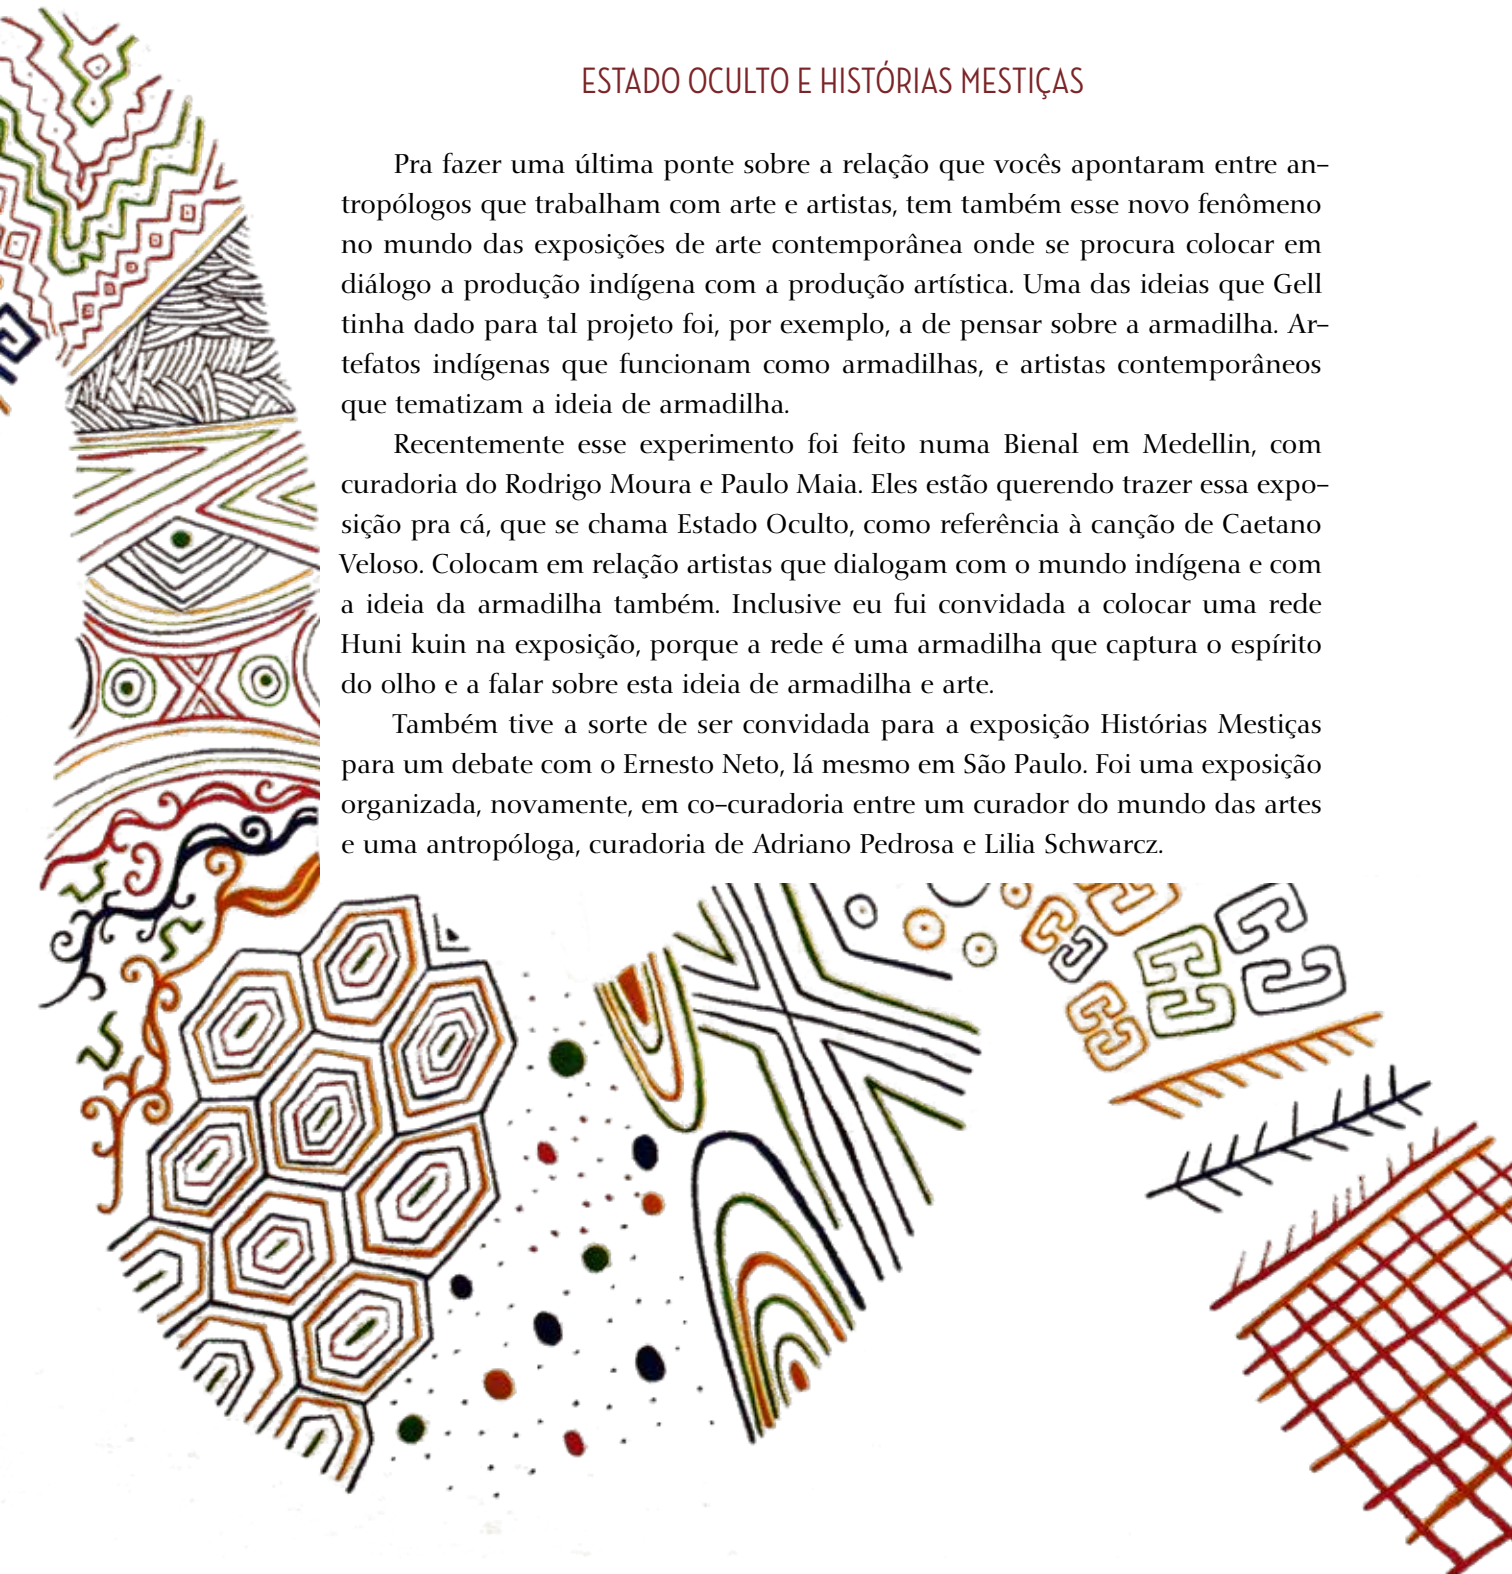 ESTADO OCULTO E HISTÓRIAS MESTIÇAS
Pra fazer uma última ponte sobre a relação que vocês apontaram entre an-
tropólogos que trabalham com arte e artistas, tem também esse novo fenômeno
no mundo das exposições de arte contemporânea onde se procura colocar em
diálogo a produção indígena com a produção artística. Uma das ideias que Gell
tinha dado para tal projeto foi, por exemplo, a de pensar sobre a armadilha. Ar-
tefatos indígenas que funcionam como armadilhas, e artistas contemporâneos
que tematizam a ideia de armadilha.
Recentemente esse experimento foi feito numa Bienal em Medellin, com
curadoria do Rodrigo Moura e Paulo Maia. Eles estão querendo trazer essa expo-
sição pra cá, que se chama Estado Oculto, como referência à canção de Caetano
Veloso. Colocam em relação artistas que dialogam com o mundo indígena e com
a ideia da armadilha também. Inclusive eu fui convidada a colocar uma rede
Huni kuin na exposição, porque a rede é uma armadilha que captura o espírito
do olho e a falar sobre esta ideia de armadilha e arte.
Também tive a sorte de ser convidada para a exposição Histórias Mestiças
para um debate com o Ernesto Neto, lá mesmo em São Paulo. Foi uma exposição
organizada, novamente, em co-curadoria entre um curador do mundo das artes
e uma antropóloga, curadoria de Adriano Pedrosa e Lilia Schwarcz.